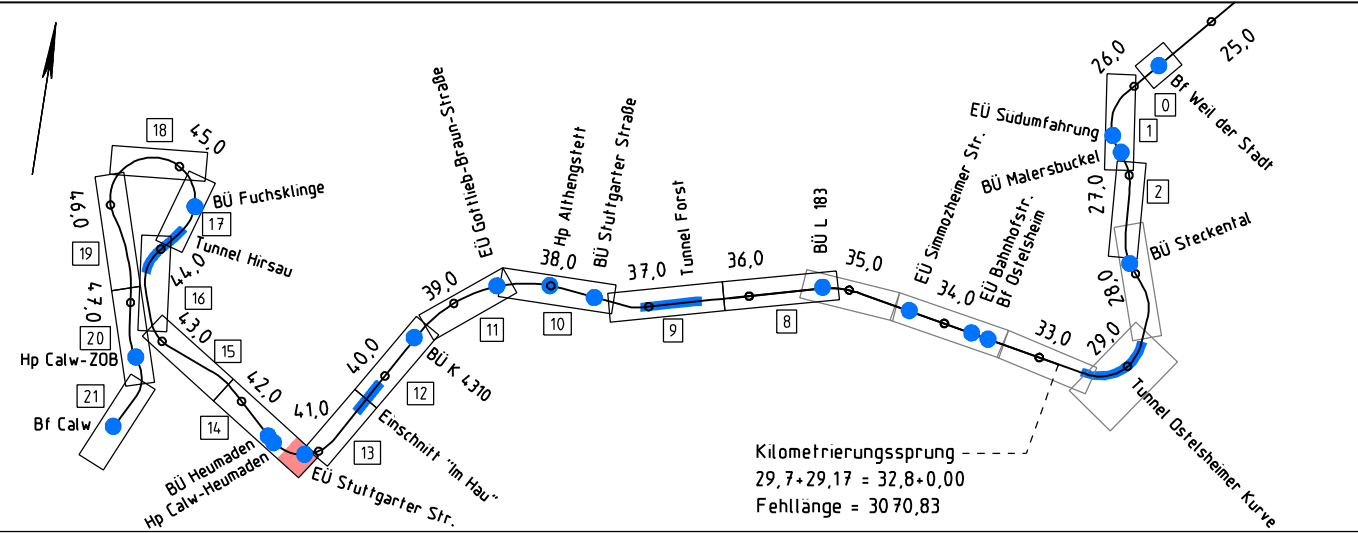 26,0
25,0
Bf Weil der Stadt
0
EÜ Südumfahrung
1
BÜ Malersbuckel
2
27,0
BÜ Steckental
28,0
29,0
Tunnel Ostelsheimer Kurve
33,0
EÜ Bahnhofstr.
Bf Ostelsheim
34,0
EÜ Simmozheimer Str.
35,0
BÜ L 183
36,0
8
Tunnel Forst
37,0
9
BÜ Stuttgarter Straße
Hp Althengstett
38,0
10
EÜ Gottlieb-Braun-Straße
11
39,0
BÜ K 4310
12
40,0
Einschnitt "Im Hau"
13
41,0
EÜ Stuttgarter Str.
BÜ Heumaden
Hp Calw-Heumaden
14
42,0
15
43,0
16
44,0
Tunnel Hirsau
17
BÜ Fuchsklinge
45,0
18
46,0
19
47,0
20
Hp Calw-ZOB
21
Bf Calw
Kilometrierungssprung
29,7+29,17 = 32,8+0,00
Fehllänge = 3070,83